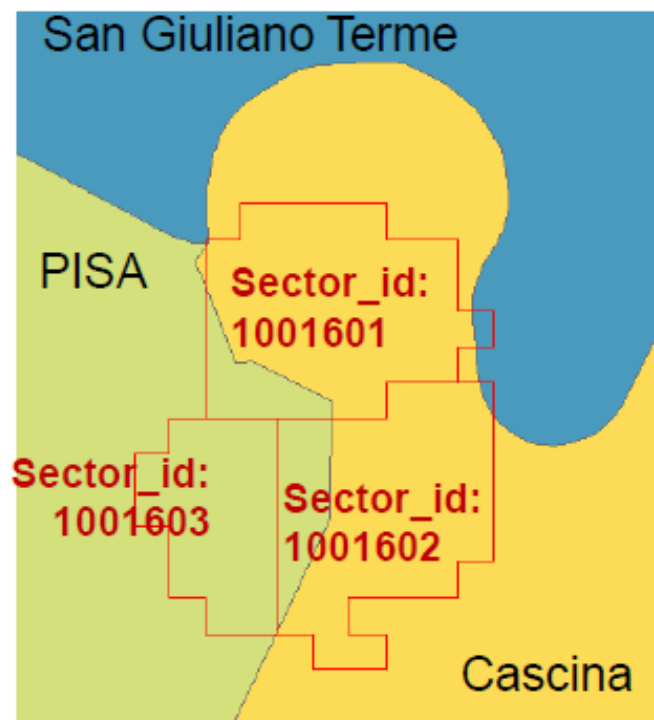 San Giuliano Terme
PISA
Sector_id:
1001601
Sector_id:
1001603
Sector_id:
1001602
Cascina